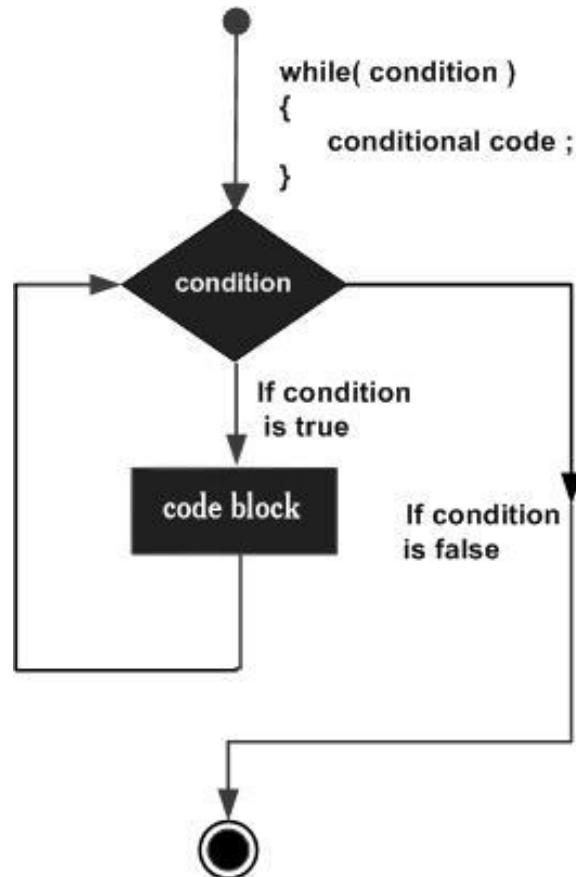 while( condition )
{
conditional code ;
}
condition
If condition
is true
code block
If condition
is false